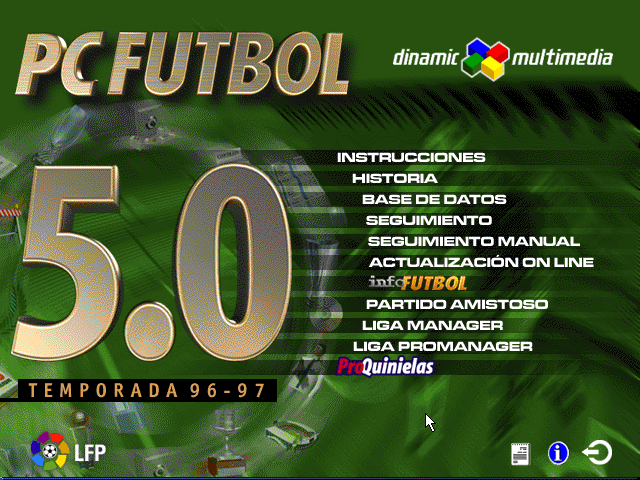 PC FUTBOL
dinamic multimedia
5.0
TEMPORADA 96-97
INSTRUCCIONES
HISTORIA
BASE DE DATOS
SEGUIMIENTO
SEGUIMIENTO MANUAL
ACTUALIZACIÓN ON LINE
infoFUTBOL
PARTIDO AMISTOSO
LIGA MANAGER
LIGA PROMANAGER
ProQuinielas
LFP
i